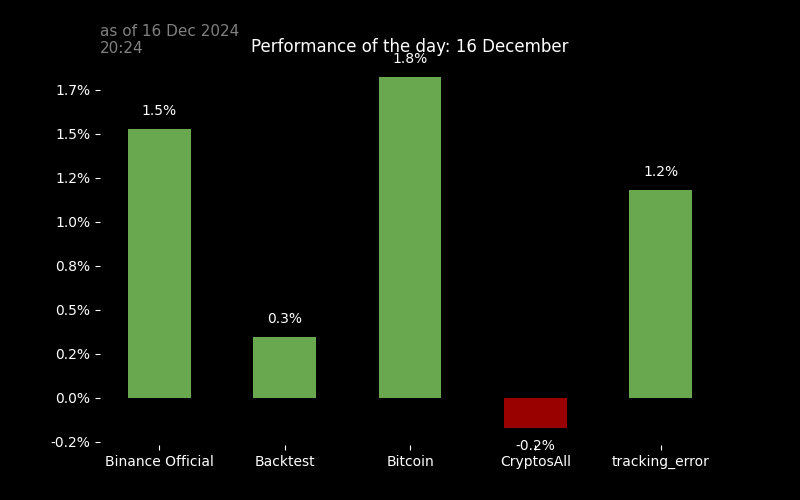 as of 16 Dec 2024
20:24
Performance of the day: 16 December
1.8%
1.7%
1.5%
1.5%
1.2%
1.2%
1.0%
0.8%
0.5%
0.3%
0.2%
0.0%
-0.2%
-0.2%
Binance Official
Backtest
Bitcoin
CryptosAll
tracking_error